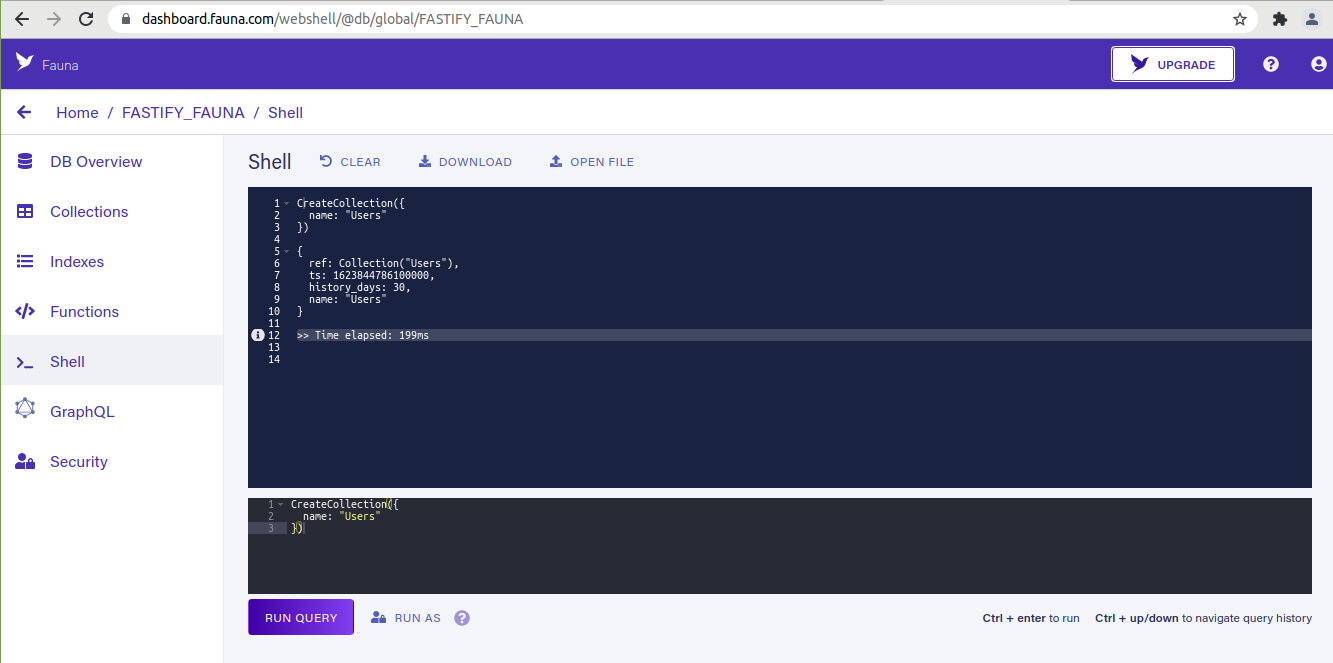 dashboard.fauna.com/webshell/@db/global/FASTIFY_FAUNA
Fauna
UPGRADE
Home / FASTIFY_FAUNA / Shell
DB Overview
Collections
Indexes
Functions
Shell
GraphQL
Security
Shell CLEAR DOWNLOAD OPEN FILE
1 CreateCollection({
2 name: "Users"
3 })
4
5 {
6 ref: Collection("Users"),
7 ts: 1623844786100000,
8 history_days: 30,
9 name: "Users"
10 }
11
12 >> Time elapsed: 199ms
13
14
1 CreateCollection({
2 name: "Users"
3 })
RUN QUERY RUN AS ? Ctrl + enter to run Ctrl + up/down to navigate query history